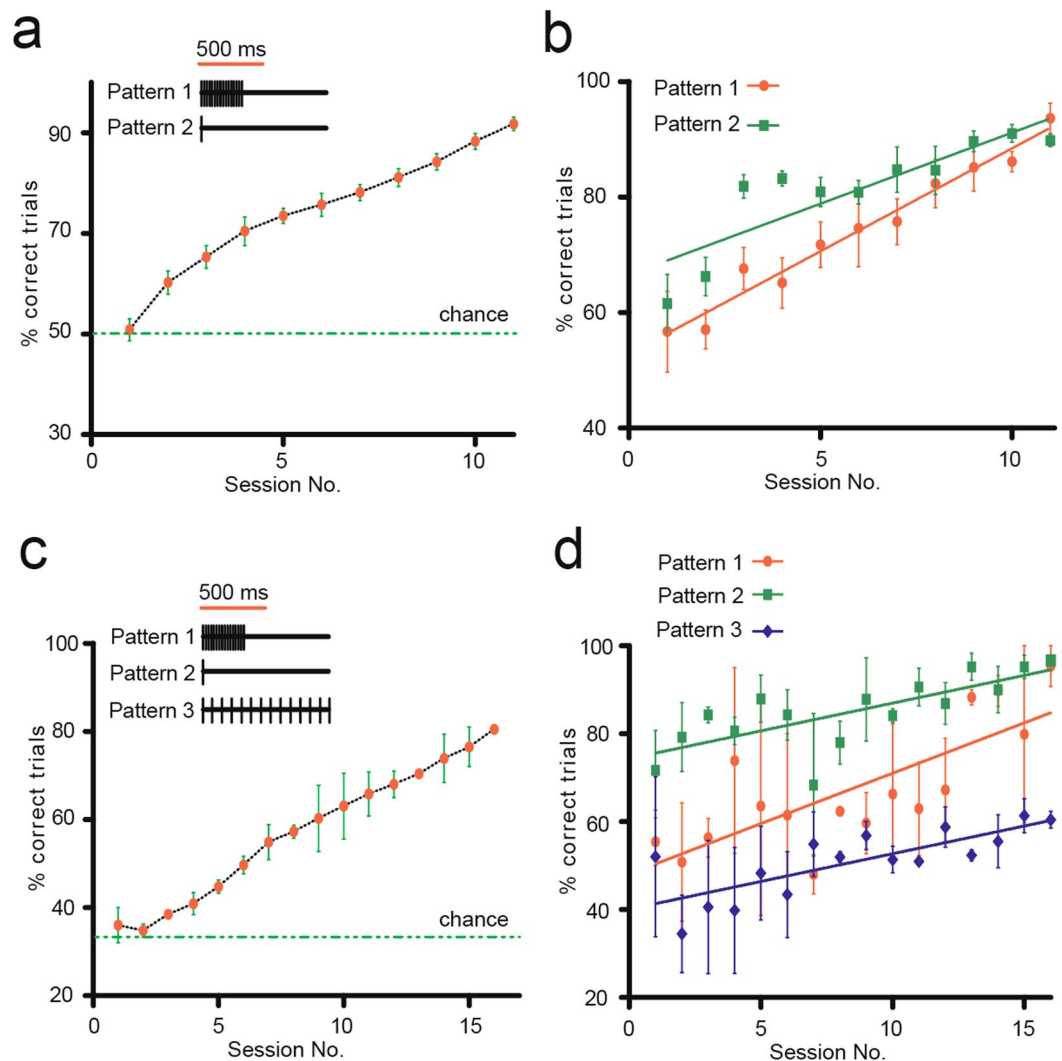 a
500 ms
Pattern 1
Pattern 2
90
70
50
30
chance
% correct trials
0
5
10
Session No.
b
Pattern 1
Pattern 2
100
80
60
40
% correct trials
0
5
10
Session No.
c
500 ms
Pattern 1
Pattern 2
Pattern 3
100
80
60
40
20
chance
% correct trials
0
5
10
15
Session No.
d
Pattern 1
Pattern 2
Pattern 3
100
80
60
40
20
% correct trials
0
5
10
15
Session No.